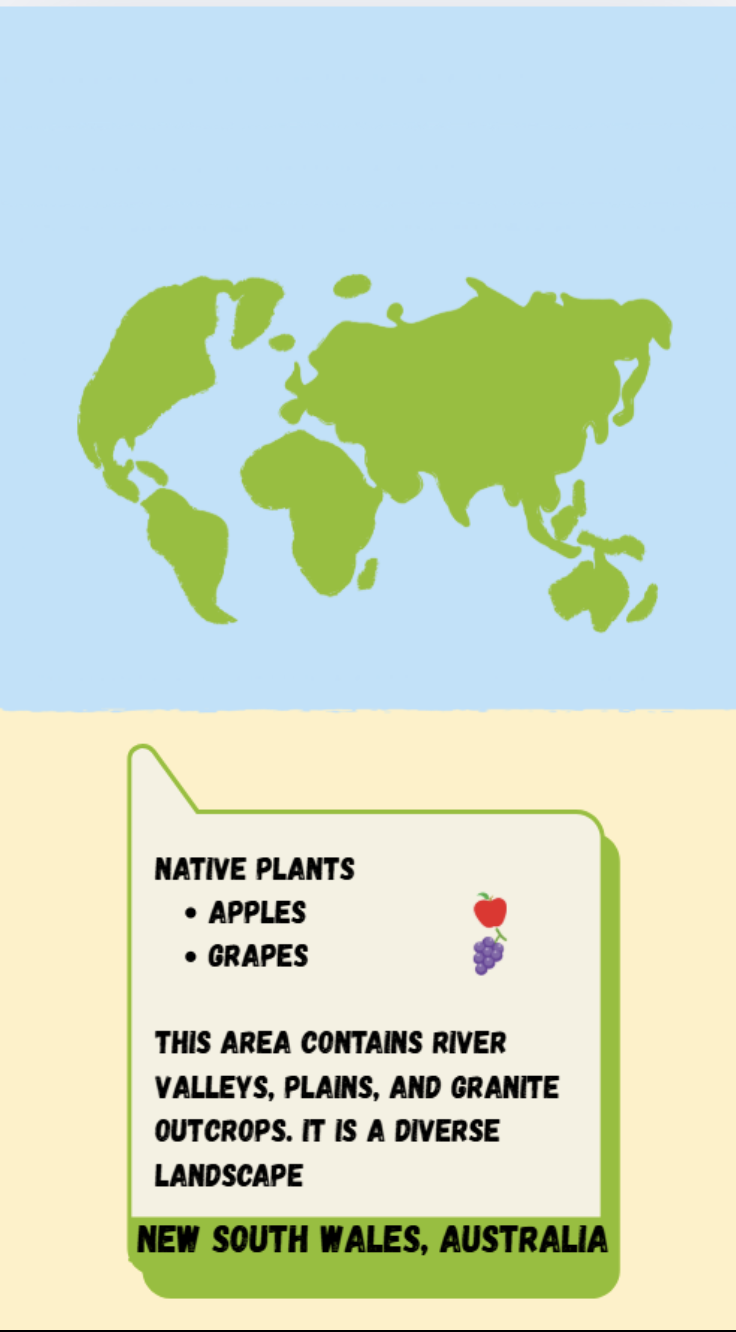 NATIVE PLANTS
• APPLES
• GRAPES
THIS AREA CONTAINS RIVER
VALLEYS, PLAINS, AND GRANITE
OUTCROPS. IT IS A DIVERSE
LANDSCAPE
NEW SOUTH WALES, AUSTRALIA